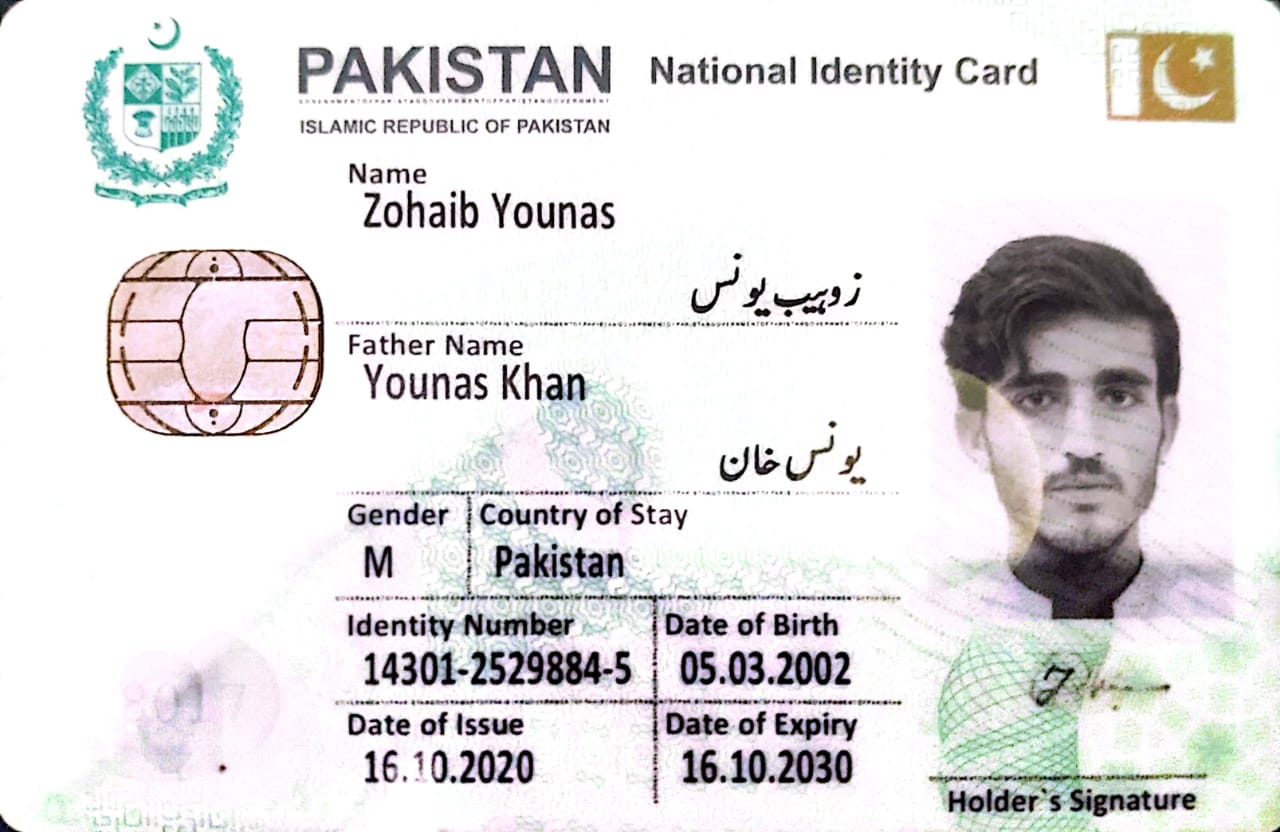 PAKISTAN National Identity Card
ISLAMIC REPUBLIC OF PAKISTAN
Name
Zohaib Younas
زوہیب یونس
Father Name
Younas Khan
یونس خان
Gender Country of Stay
M Pakistan
Identity Number Date of Birth
14301-2529884-5 05.03.2002
Date of Issue Date of Expiry
16.10.2020 16.10.2030
Holder`s Signature